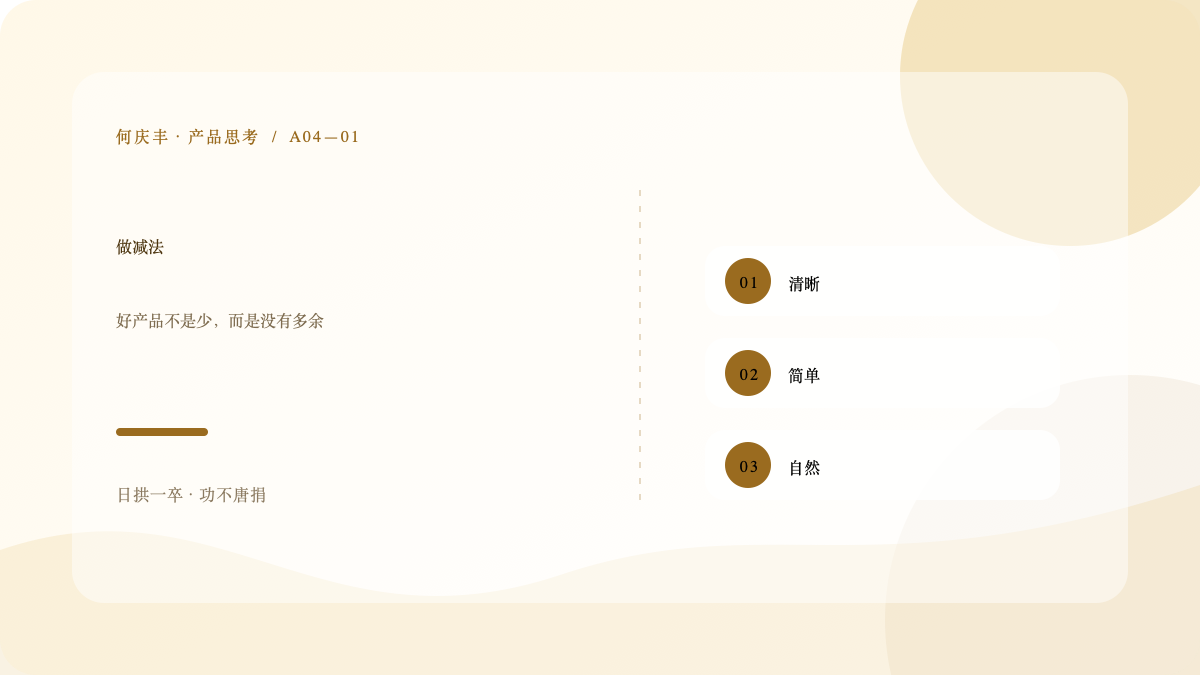 何庆丰 · 产品思考 / A04—01
做减法
好产品不是少，而是没有多余
日拱一卒 · 功不唐捐
01 清晰
02 简单
03 自然